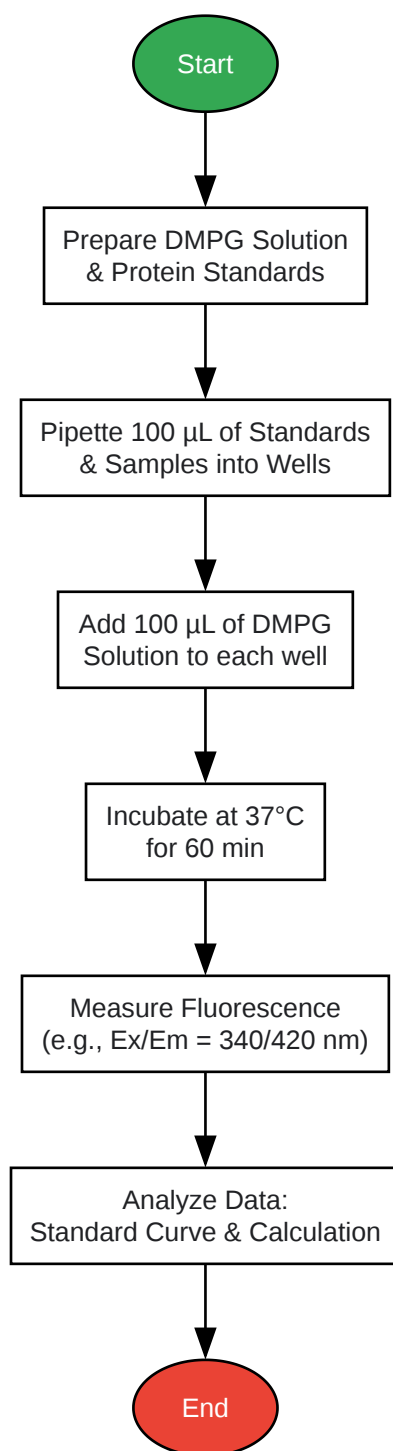 Start
Prepare DMPG Solution
& Protein Standards
Pipette 100 µL of Standards
& Samples into Wells
Add 100 µL of DMPG
Solution to each well
Incubate at 37°C
for 60 min
Measure Fluorescence
(e.g., Ex/Em = 340/420 nm)
Analyze Data:
Standard Curve & Calculation
End